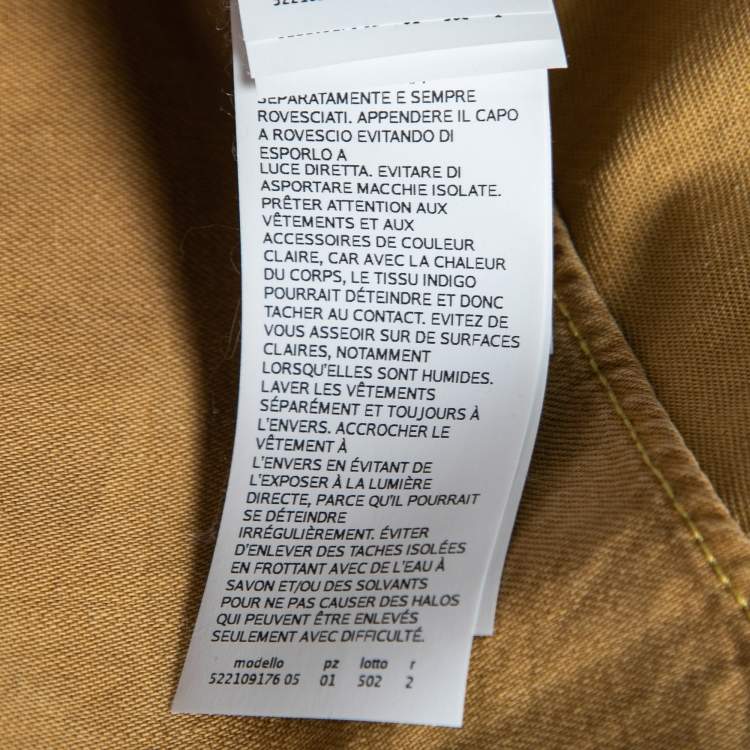 SEPARATAMENTE E SEMPRE
ROVESCIATI. APPENDERE IL CAPO
A ROVESCIO EVITANDO DI
ESPORLO A
LUCE DIRETTA. EVITARE DI
ASPORTARE MACCHIE ISOLATE.
PRÊTER ATTENTION AUX
VÊTEMENTS ET AUX
ACCESSOIRES DE COULEUR
CLAIRE, CAR AVEC LA CHALEUR
DU CORPS, LE TISSU INDIGO
POURRAIT DÉTEINDRE ET DONC
TACHER AU CONTACT. EVITEZ DE
VOUS ASSEOIR SUR DE SURFACES
CLAIRES, NOTAMMENT
LORSQU'ELLES SONT HUMIDES.
LAVER LES VÊTEMENTS
SÉPARÉMENT ET TOUJOURS À
L'ENVERS. ACCROCHER LE
VÊTEMENT À
L'ENVERS EN ÉVITANT DE
L'EXPOSER À LA LUMIÈRE
DIRECTE, PARCE QU'IL POURRAIT
SE DÉTEINDRE
IRRÉGULIÈREMENT. ÉVITER
D'ENLEVER DES TACHES ISOLÉES
EN FROTTANT AVEC DE L'EAU À
SAVON ET/OU DES SOLVANTS
POUR NE PAS CAUSER DES HALOS
QUI PEUVENT ÊTRE ENLEVÉS
SEULEMENT AVEC DIFFICULTÉ.
modello pz lotto r
522109176 05 01 502 2